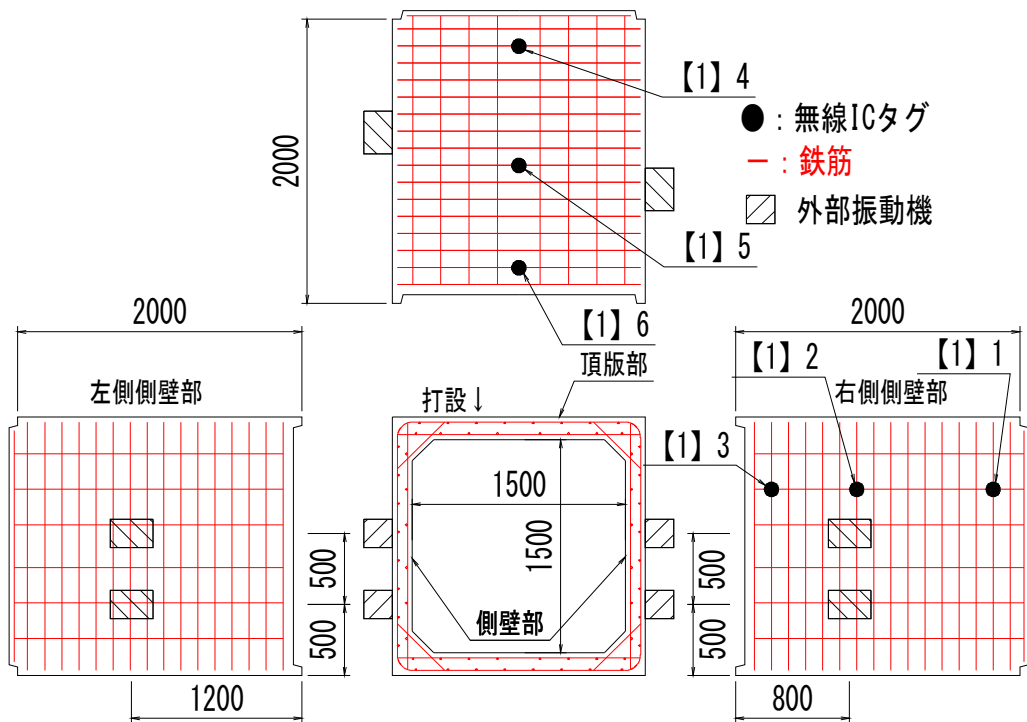 【1】4
●：無線ICタグ
－：鉄筋
外部振動機
2000
【1】5
【1】6
2000
2000
頂版部
【1】2
【1】1
左側側壁部
打設↓
右側側壁部
【1】3
1500
1500
500
500
側壁部
500
500
1200
800